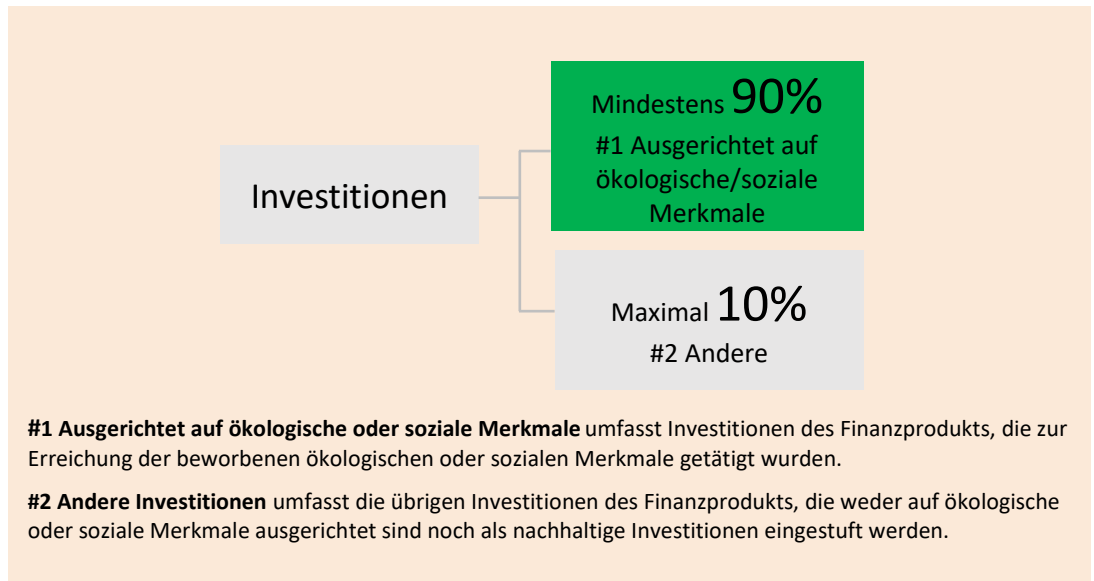 Investitionen
Mindestens 90%
#1 Ausgerichtet auf
ökologische/soziale
Merkmale
Maximal 10%
#2 Andere
#1 Ausgerichtet auf ökologische oder soziale Merkmale umfasst Investitionen des Finanzprodukts, die zur
Erreichung der beworbenen ökologischen oder sozialen Merkmale getätigt wurden.
#2 Andere Investitionen umfasst die übrigen Investitionen des Finanzprodukts, die weder auf ökologische
oder soziale Merkmale ausgerichtet sind noch als nachhaltige Investitionen eingestuft werden.